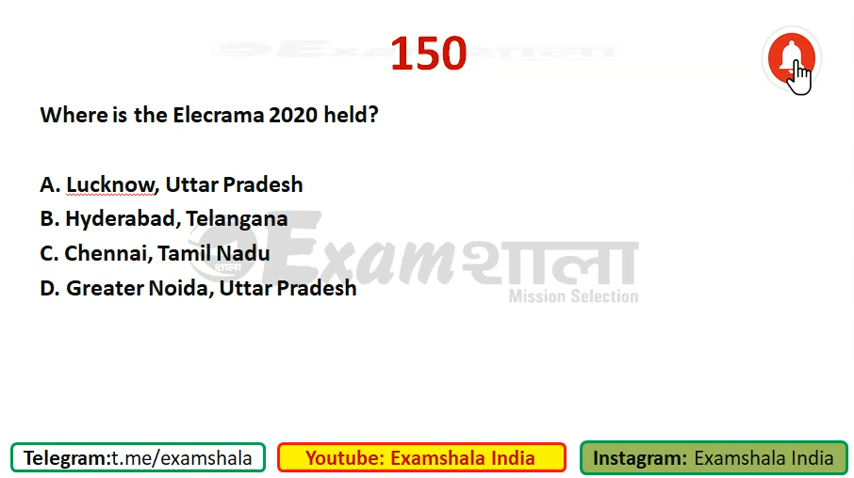 150
Where is the Elecrama 2020 held?
A. Lucknow, Uttar Pradesh
B. Hyderabad, Telangana
C. Chennai, Tamil Nadu
D. Greater Noida, Uttar Pradesh
Examशाला
शाला
Mission Selection
Telegram:t.me/examshala
Youtube: Examshala India
Instagram: Examshala India